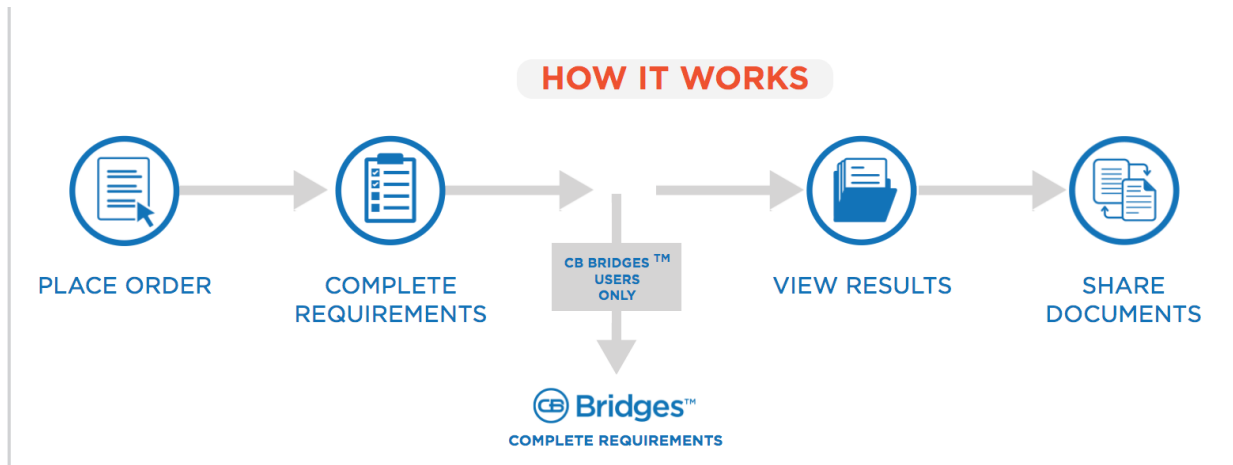 HOW IT WORKS
PLACE ORDER
COMPLETE
REQUIREMENTS
CB BRIDGES ™
USERS
ONLY
CB Bridges™
COMPLETE REQUIREMENTS
VIEW RESULTS
SHARE
DOCUMENTS